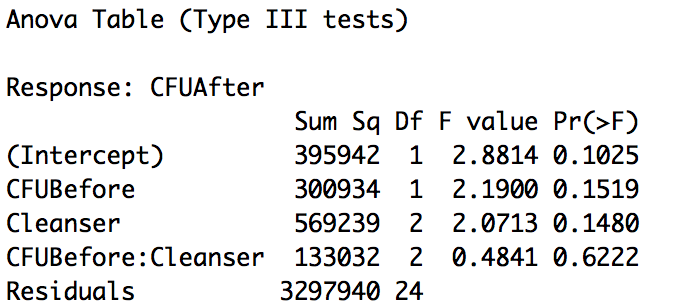 Anova Table (Type III tests)
Response: CFUAfter
Sum Sq Df F value Pr(>F)
(Intercept) 395942 1 2.8814 0.1025
CFUBefore 300934 1 2.1900 0.1519
Cleanser 569239 2 2.0713 0.1480
CFUBefore:Cleanser 133032 2 0.4841 0.6222
Residuals 3297940 24